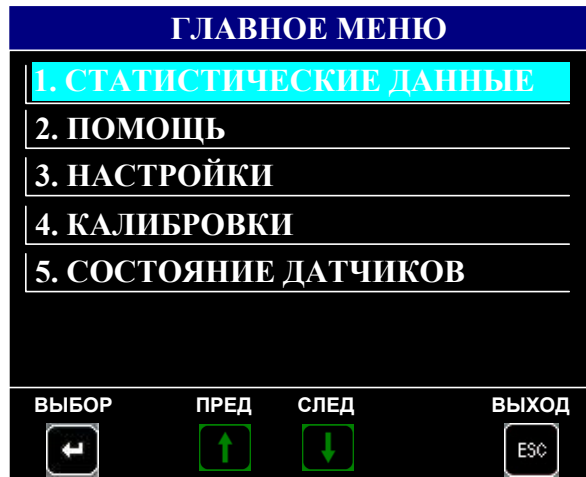 ГЛАВНОЕ МЕНЮ
1. СТАТИСТИЧЕСКИЕ ДАННЫЕ
2. ПОМОЩЬ
3. НАСТРОЙКИ
4. КАЛИБРОВКИ
5. СОСТОЯНИЕ ДАТЧИКОВ
ВЫБОР ПРЕД СЛЕД ВЫХОД
ESC